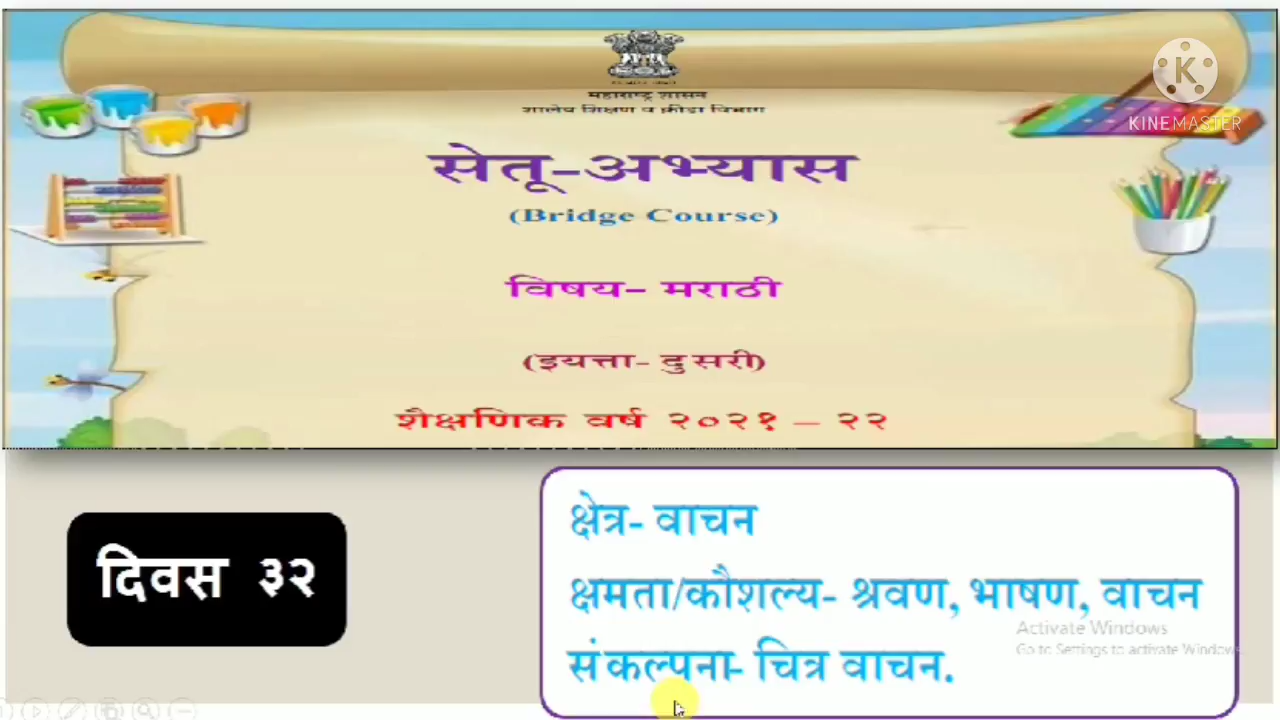 महाराष्ट्र शासन
शालेय शिक्षण व क्रीडा विभाग
K
KINEMASTER
सेतू-अभ्यास
(Bridge Course)
विषय- मराठी
(इयत्ता- दुसरी)
शैक्षणिक वर्ष २०२१ – २२
दिवस ३२
क्षेत्र- वाचन
क्षमता/कौशल्य- श्रवण, भाषण, वाचन
संकल्पना- चित्र वाचन.
Activate Windows
Go to Settings to activate Windows